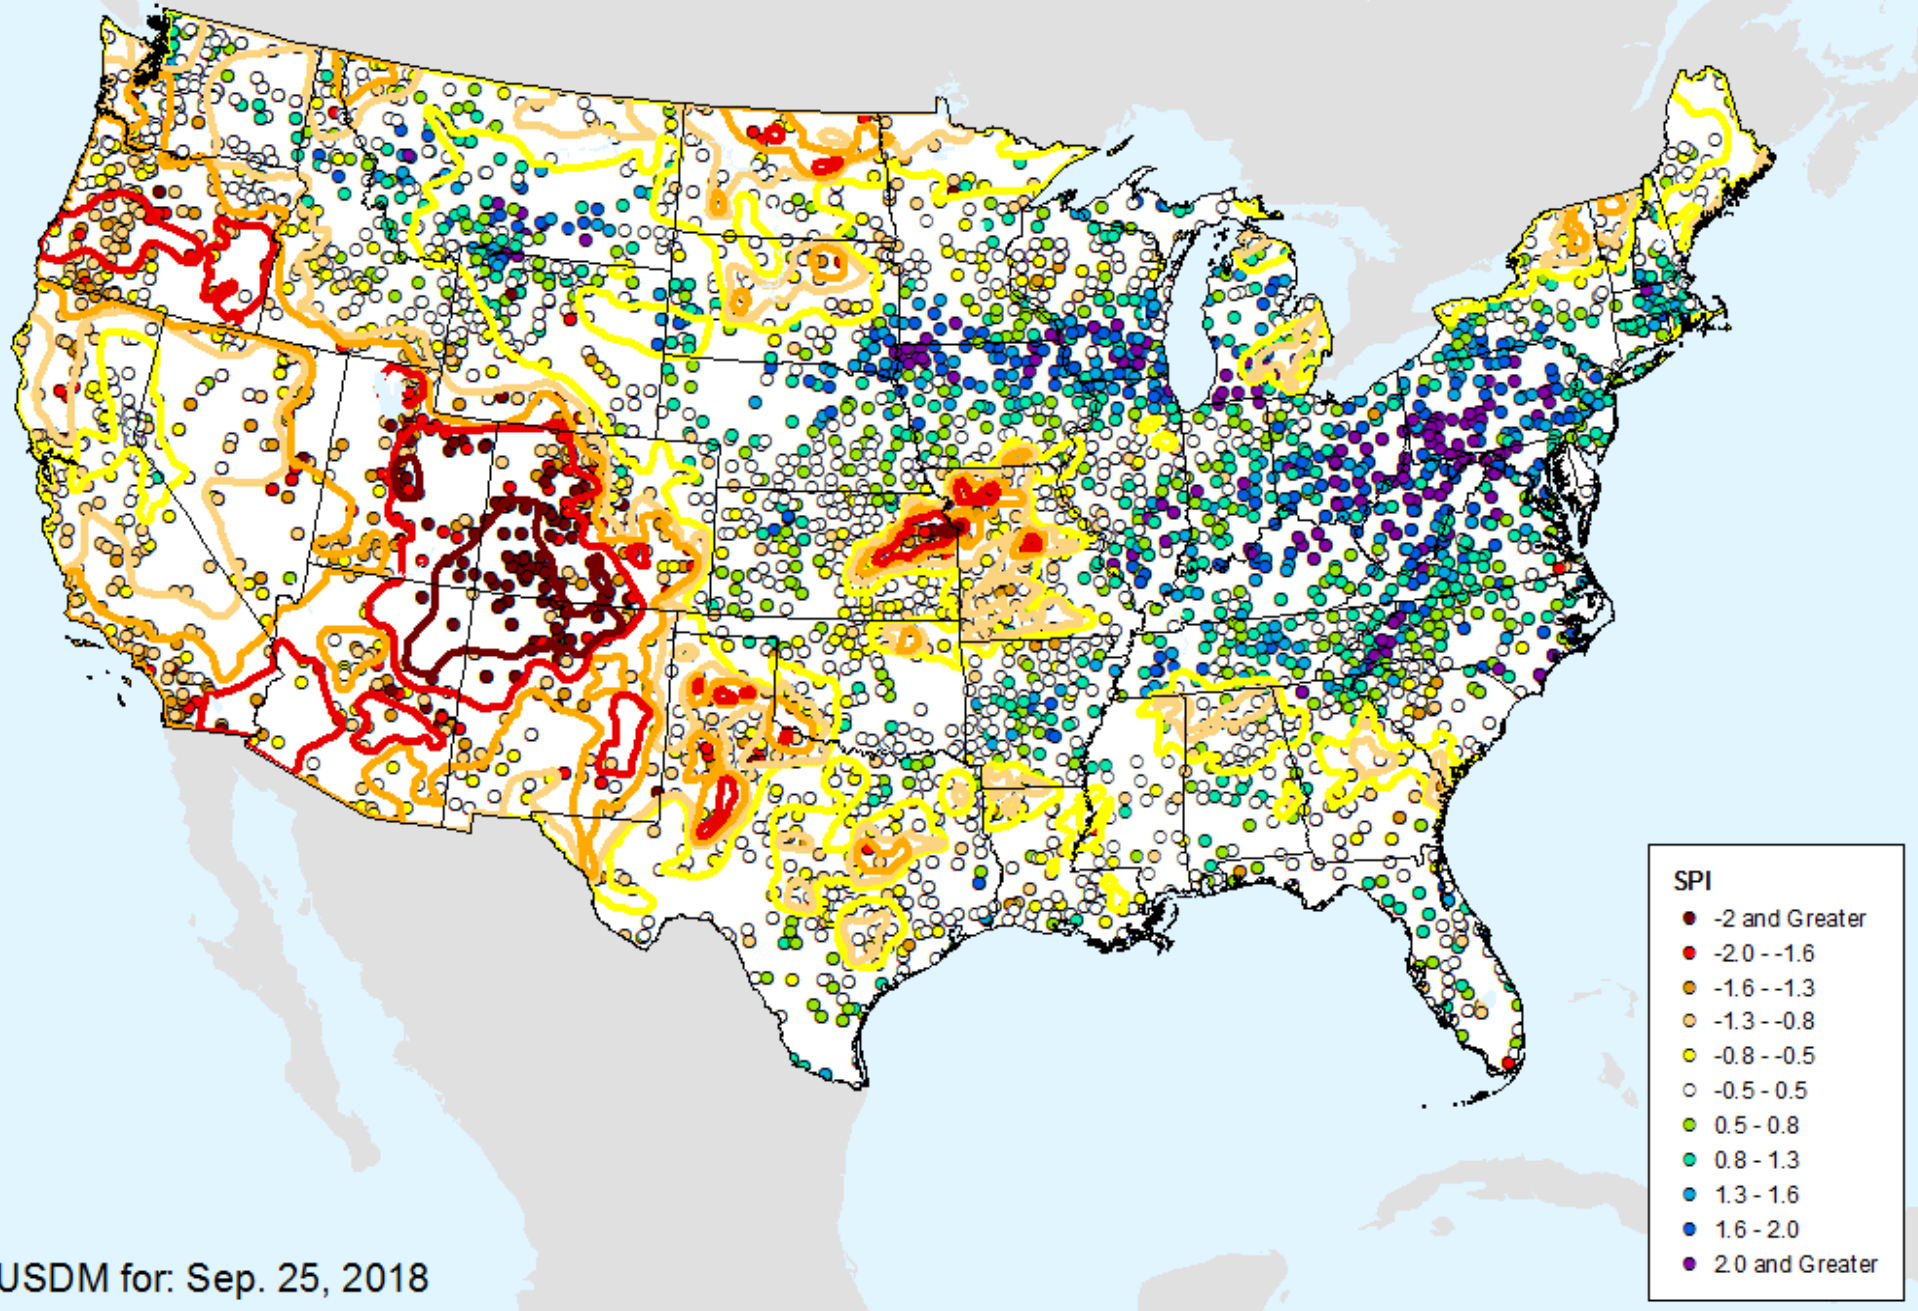 SPI
-2 and Greater
-2.0 - -1.6
-1.6 - -1.3
-1.3 - -0.8
-0.8 - -0.5
-0.5 - 0.5
0.5 - 0.8
0.8 - 1.3
1.3 - 1.6
1.6 - 2.0
2.0 and Greater
USDM for: Sep. 25, 2018